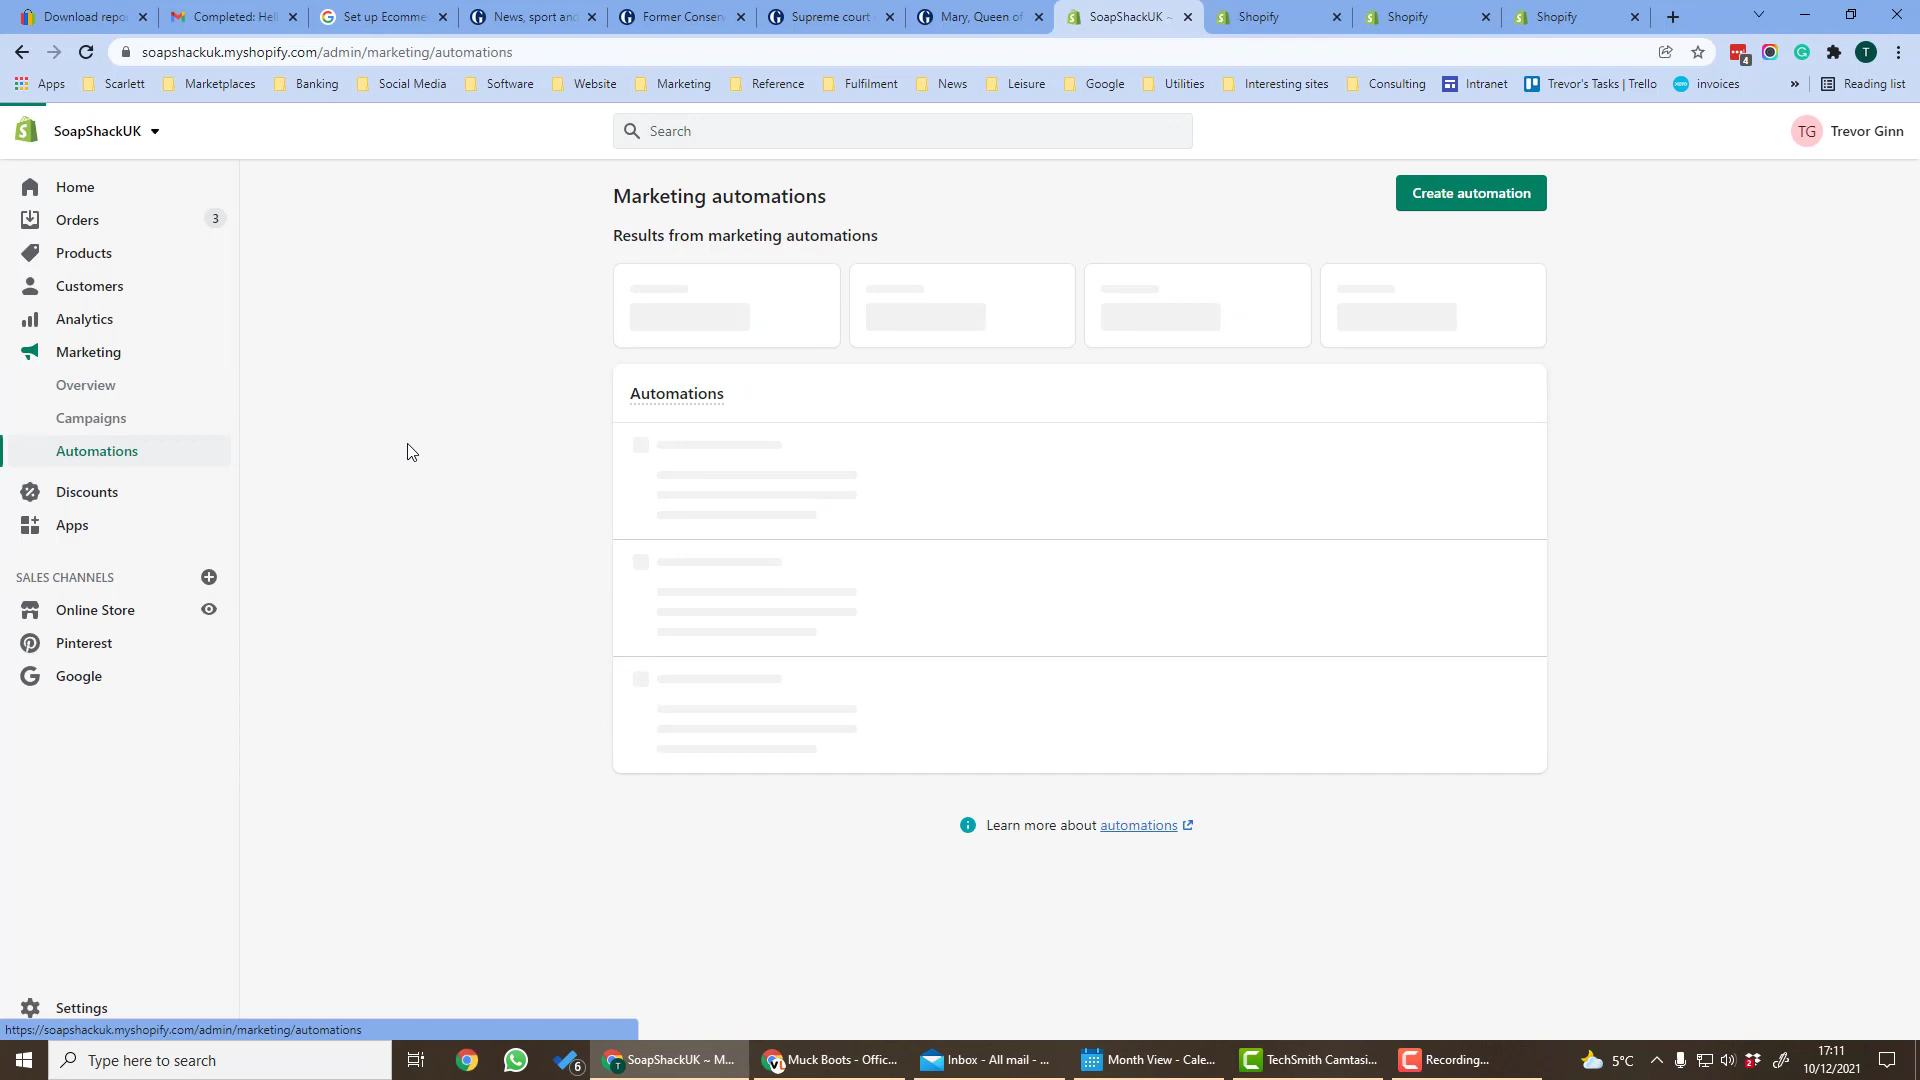 Download repor
Completed: Hell
Set up Ecomme
News, sport and
Former Conserv
Supreme court
Mary, Queen of
SoapShackUK ~
Shopify
Shopify
Shopify
soapshackuk.myshopify.com/admin/marketing/automations
4
T
Apps
Scarlett
Marketplaces
Banking
Social Media
Software
Website
Marketing
Reference
Fulfilment
News
Leisure
Google
Utilities
Interesting sites
Consulting
Intranet
Trevor's Tasks | Trello
invoices
»
Reading list
SoapShackUK
Search
TG
Trevor Ginn
Home
Orders
3
Products
Customers
Analytics
Marketing
Overview
Campaigns
Automations
Discounts
Apps
SALES CHANNELS
Online Store
Pinterest
Google
Settings
Marketing automations
Create automation
Results from marketing automations
Automations
Learn more about automations
https://soapshackuk.myshopify.com/admin/marketing/automations
Type here to search
6
SoapShackUK ~ M...
Muck Boots - Offic...
Inbox - All mail - ...
Month View - Cale...
TechSmith Camtasi...
Recording...
5°C
2
17:11
10/12/2021